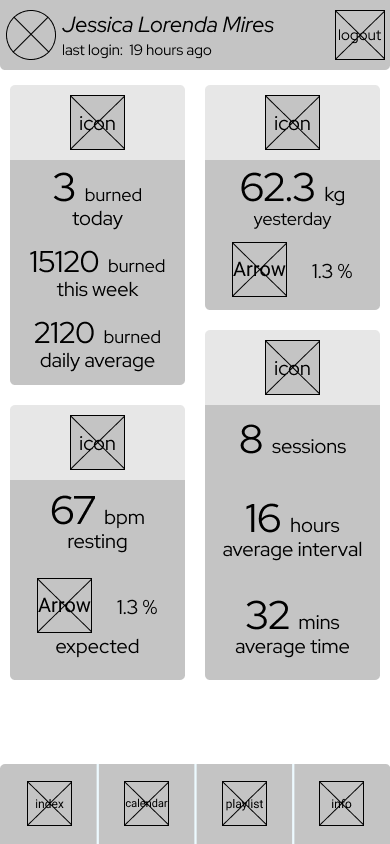 Jessica Lorenda Mires
last login: 19 hours ago
logout
icon
3 burned
today
15120 burned
this week
2120 burned
daily average
icon
62.3 kg
yesterday
Arrow 1.3 %
icon
67 bpm
resting
Arrow 1.3 %
expected
icon
8 sessions
16 hours
average interval
32 mins
average time
index
calendar
playlist
info